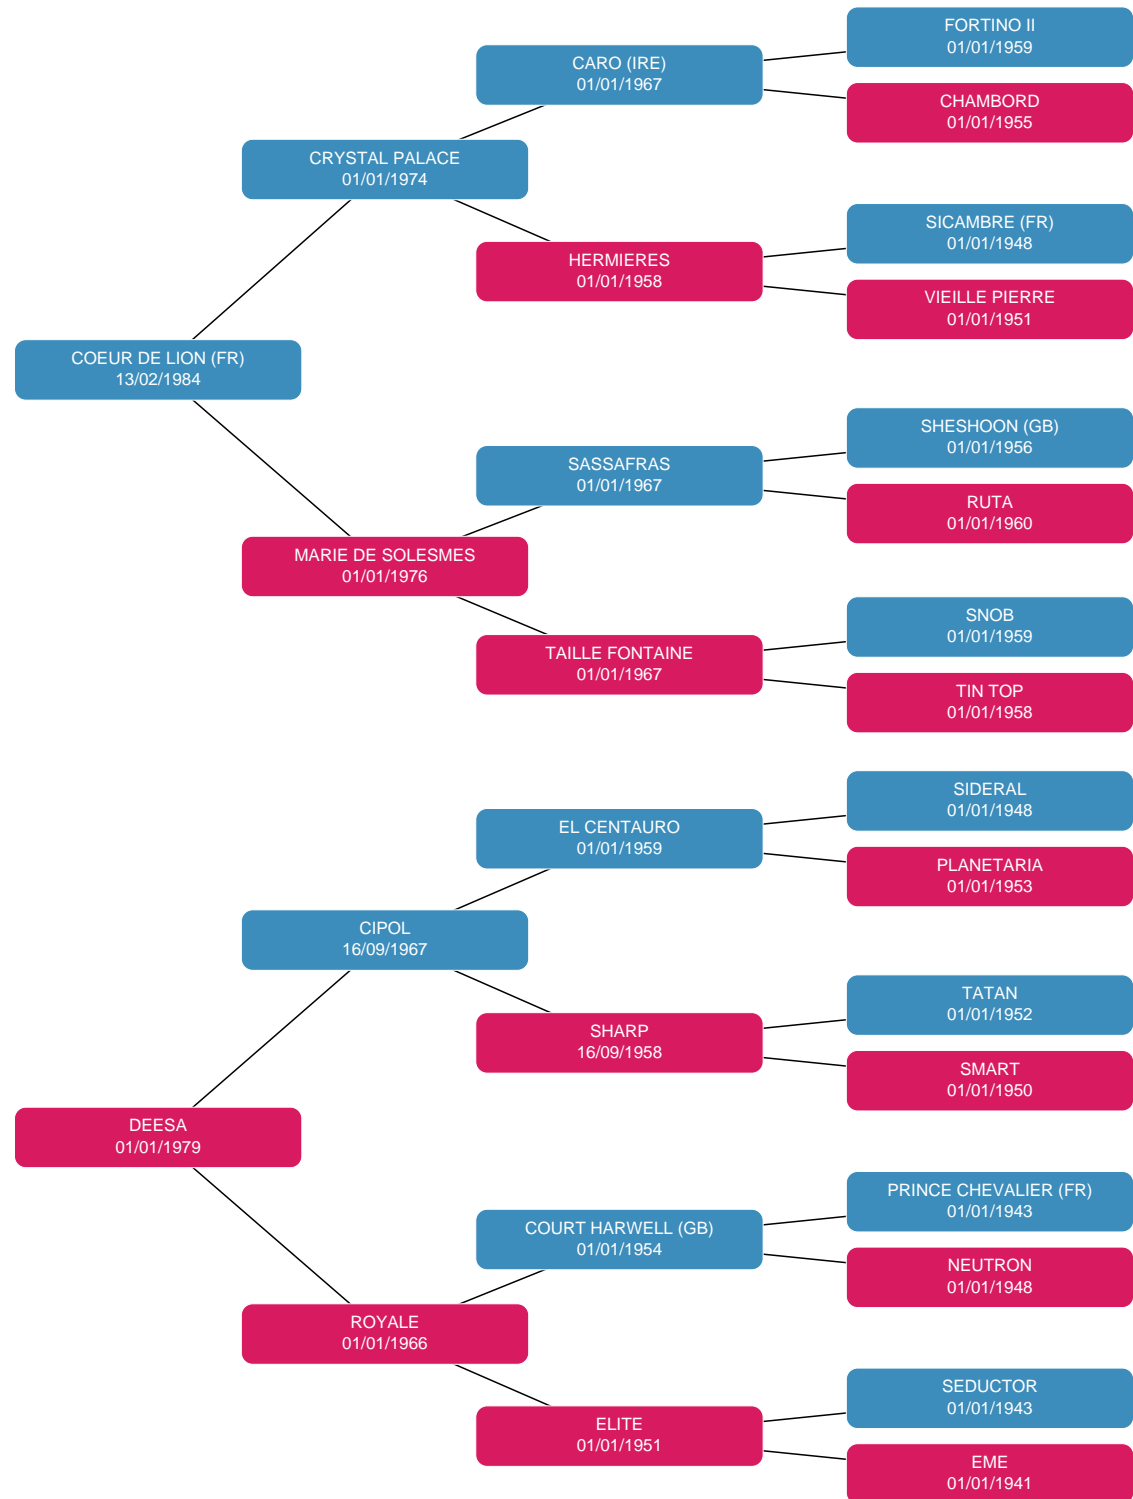 FORTINO II
01/01/1959
CARO (IRE)
01/01/1967
CHAMBORD
01/01/1955
CRYSTAL PALACE
01/01/1974
SICAMBRE (FR)
01/01/1948
HERMIERES
01/01/1958
VIEILLE PIERRE
01/01/1951
COEUR DE LION (FR)
13/02/1984
SHESHOON (GB)
01/01/1956
SASSAFRAS
01/01/1967
RUTA
01/01/1960
MARIE DE SOLESMES
01/01/1976
SNOB
01/01/1959
TAILLE FONTAINE
01/01/1967
TIN TOP
01/01/1958
SIDERAL
01/01/1948
EL CENTAURO
01/01/1959
PLANETARIA
01/01/1953
CIPOL
16/09/1967
TATAN
01/01/1952
SHARP
16/09/1958
SMART
01/01/1950
DEESA
01/01/1979
PRINCE CHEVALIER (FR)
01/01/1943
COURT HARWELL (GB)
01/01/1954
NEUTRON
01/01/1948
ROYALE
01/01/1966
SEDUCTOR
01/01/1943
ELITE
01/01/1951
EME
01/01/1941